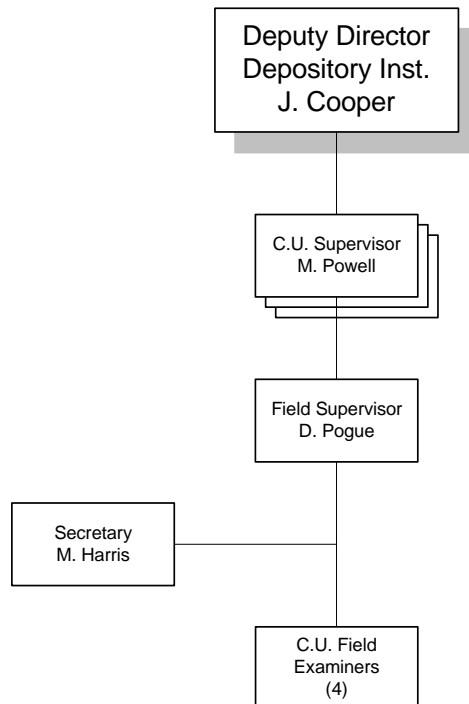 Deputy Director
Depository Inst.
J. Cooper
C.U. Supervisor
M. Powell
Field Supervisor
D. Pogue
Secretary
M. Harris
C.U. Field
Examiners
(4)